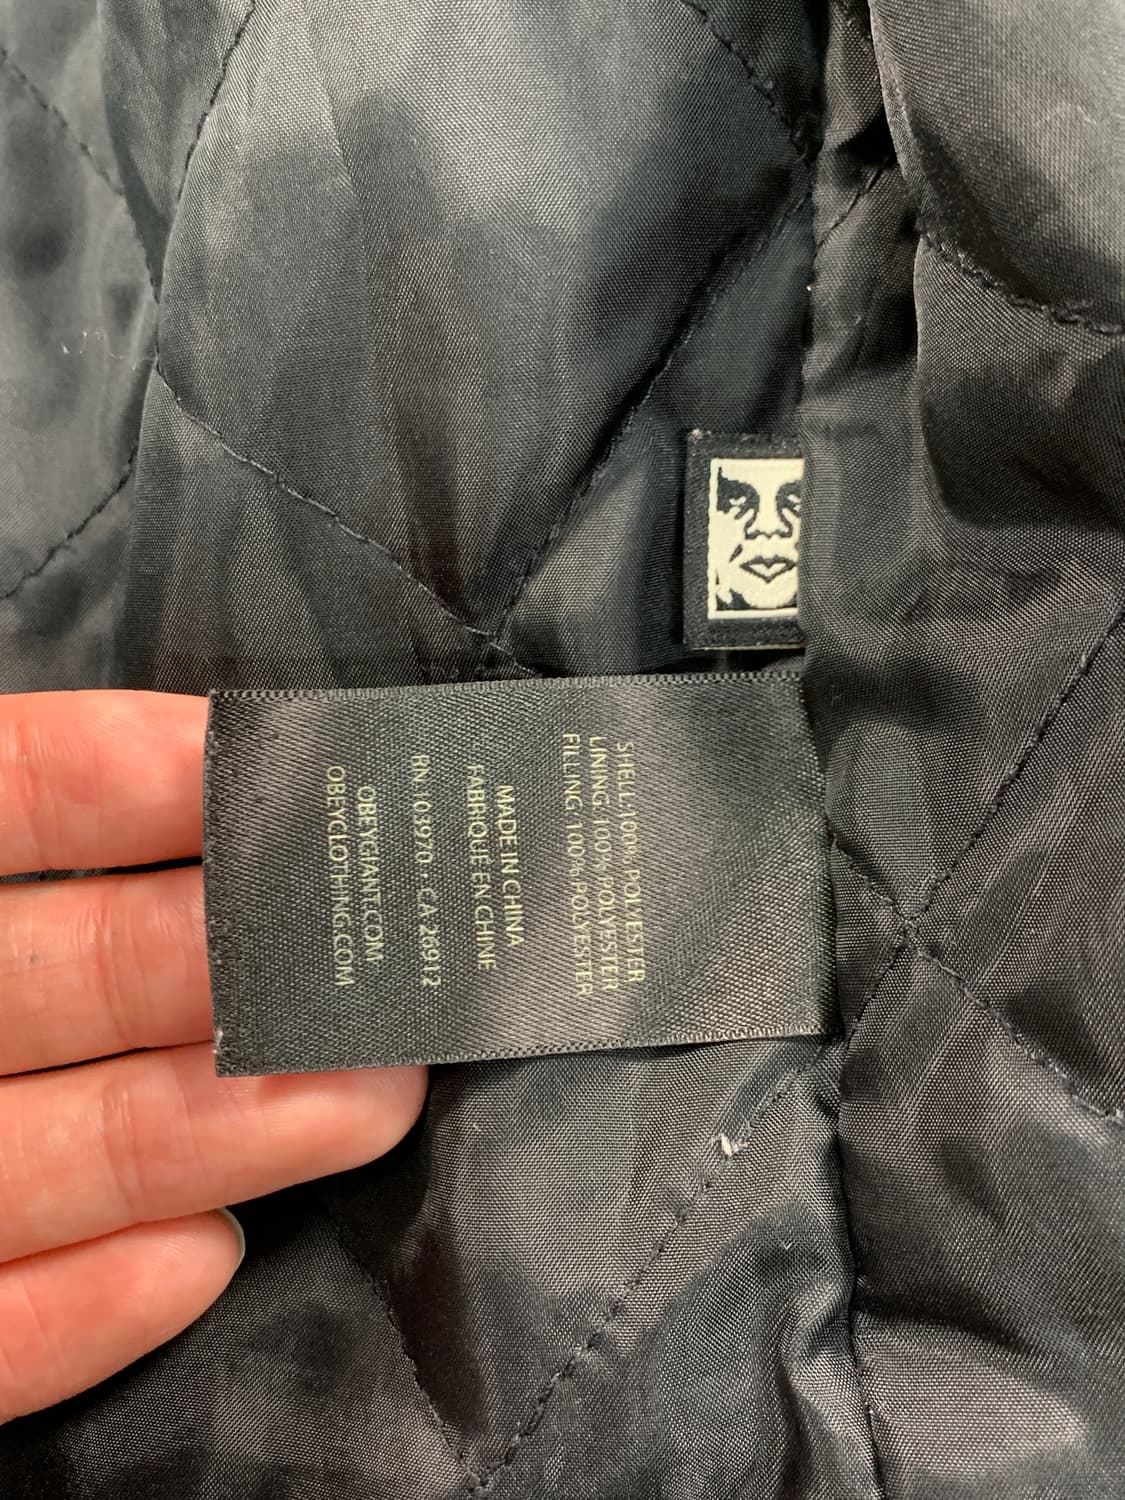 SHELL: 100% POLYESTER
LINING: 100% POLYESTER
FILLING: 100% POLYESTER
MADE IN CHINA
FABRIQUE EN CHINE
RN 103970 • CA 26912
OBEYGIANT.COM
OBEYCLOTHING.COM